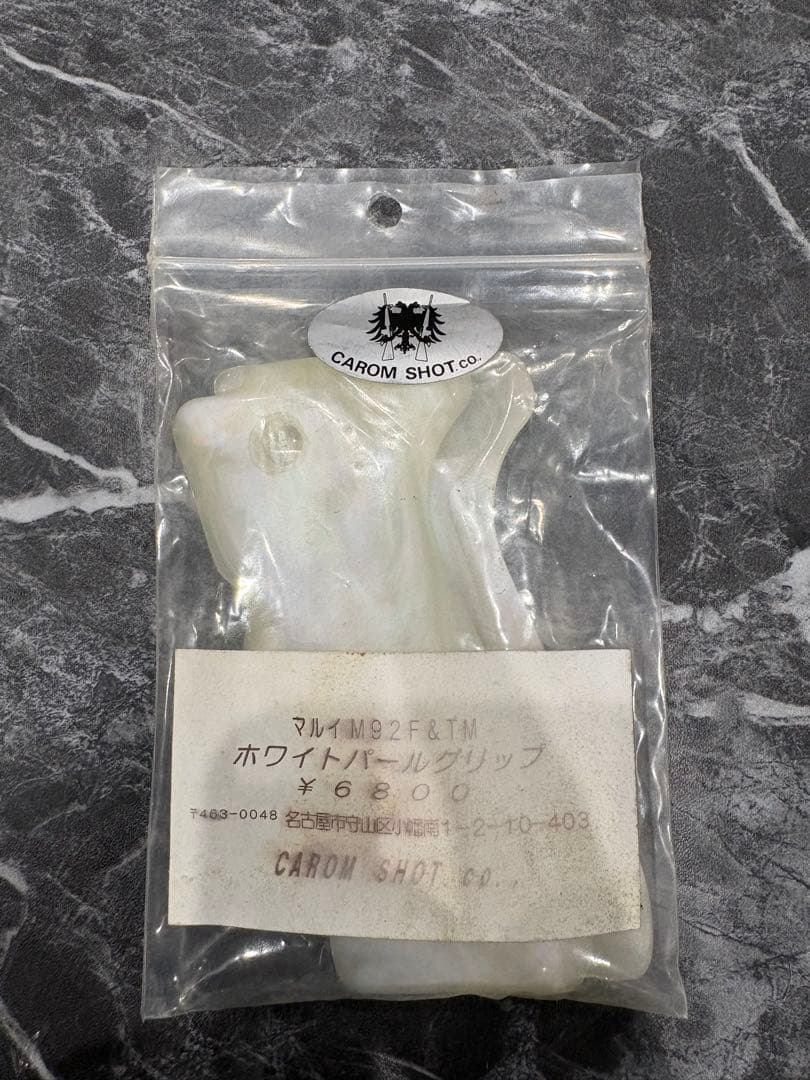 CAROM SHOT.CO.,
マルイM92F&TM
ホワイトパールグリップ
￥6800
〒463-0048 名古屋市守山区小幡南1-2-10-403
CAROM SHOT co.,